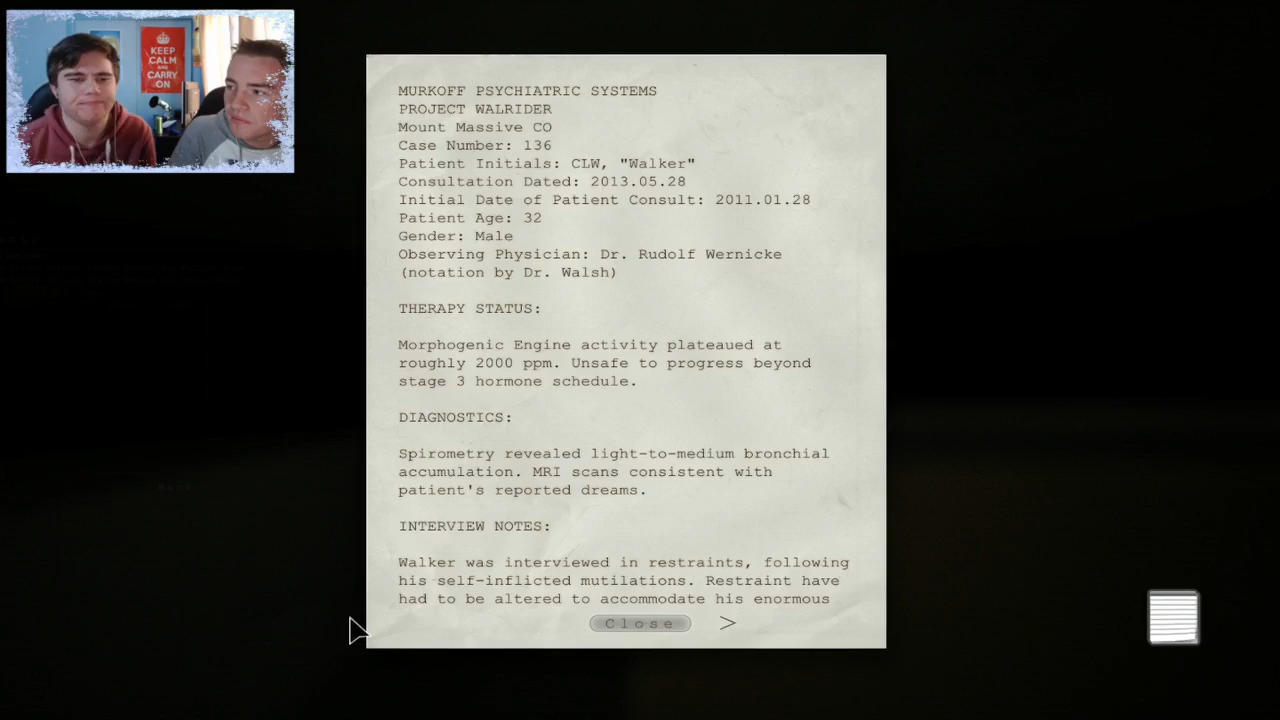 KEEP
CALM
AND
CARRY
ON
MURKOFF PSYCHIATRIC SYSTEMS
PROJECT WALRIDER
Mount Massive CO
Case Number: 136
Patient Initials: CLW, "Walker"
Consultation Dated: 2013.05.28
Initial Date of Patient Consult: 2011.01.28
Patient Age: 32
Gender: Male
Observing Physician: Dr. Rudolf Wernicke
(notation by Dr. Walsh)
THERAPY STATUS:
Morphogenic Engine activity plateaued at
roughly 2000 ppm. Unsafe to progress beyond
stage 3 hormone schedule.
DIAGNOSTICS:
Spirometry revealed light-to-medium bronchial
accumulation. MRI scans consistent with
patient's reported dreams.
INTERVIEW NOTES:
Walker was interviewed in restraints, following
his self-inflicted mutilations. Restraint have
had to be altered to accommodate his enormous
Close >